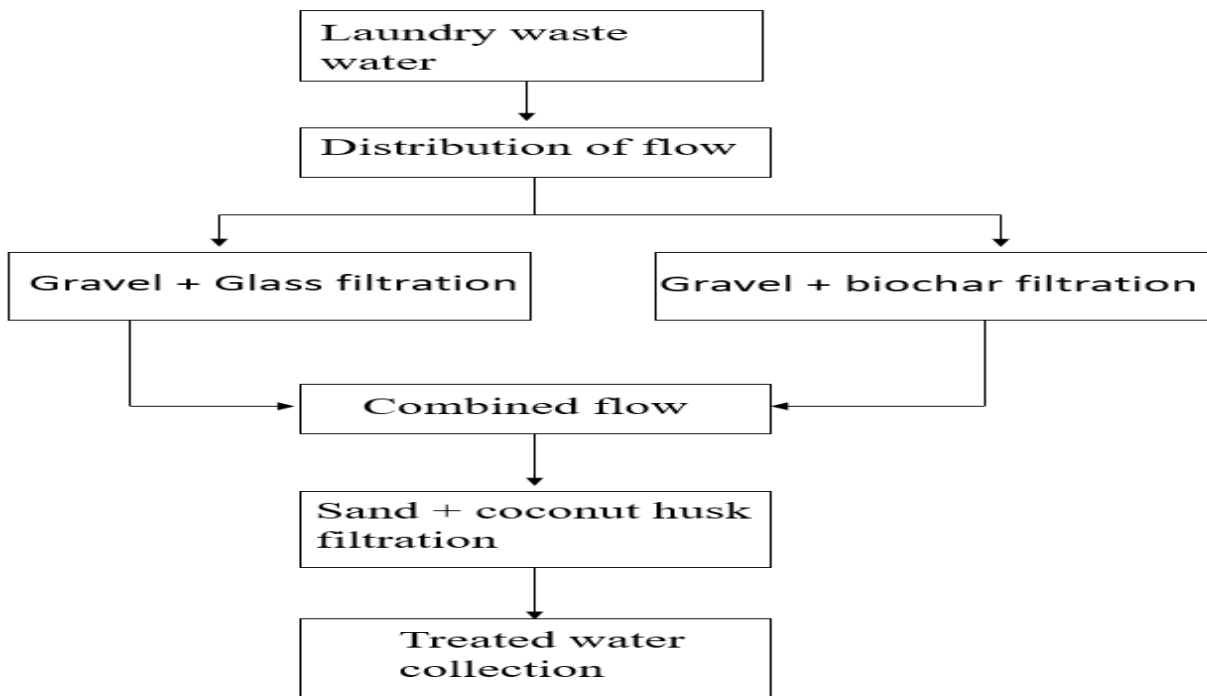 Laundry waste
water
Distribution of flow
Gravel + Glass filtration
Gravel + biochar filtration
Combined flow
Sand + coconut husk
filtration
Treated water
collection